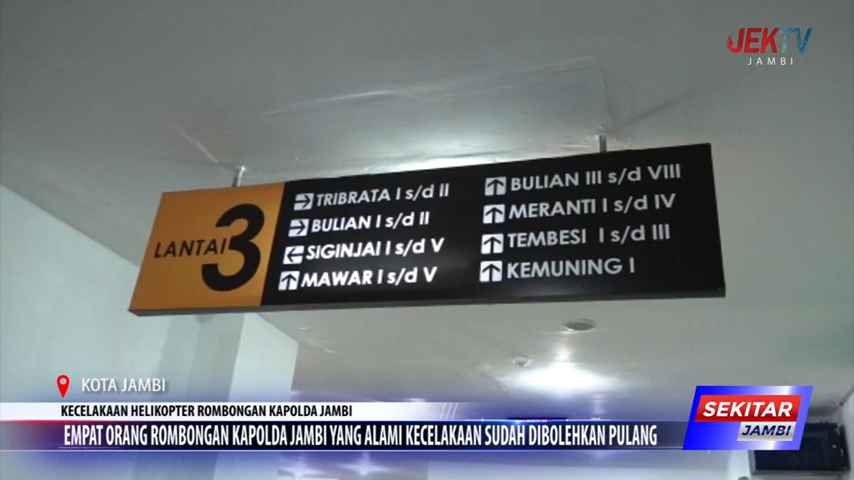 JEKTV
JAMBI
LANTAI 3
TRIBRATA I s/d II
BULIAN I s/d II
SIGINJAI I s/d V
MAWAR I s/d V
BULIAN III s/d VIII
MERANTI I s/d IV
TEMBESI I s/d III
KEMUNING I
KOTA JAMBI
KECELAKAAN HELIKOPTER ROMBONGAN KAPOLDA JAMBI
EMPAT ORANG ROMBONGAN KAPOLDA JAMBI YANG ALAMI KECELAKAAN SUDAH DIBOLEHKAN PULANG
SEKITAR
JAMBI